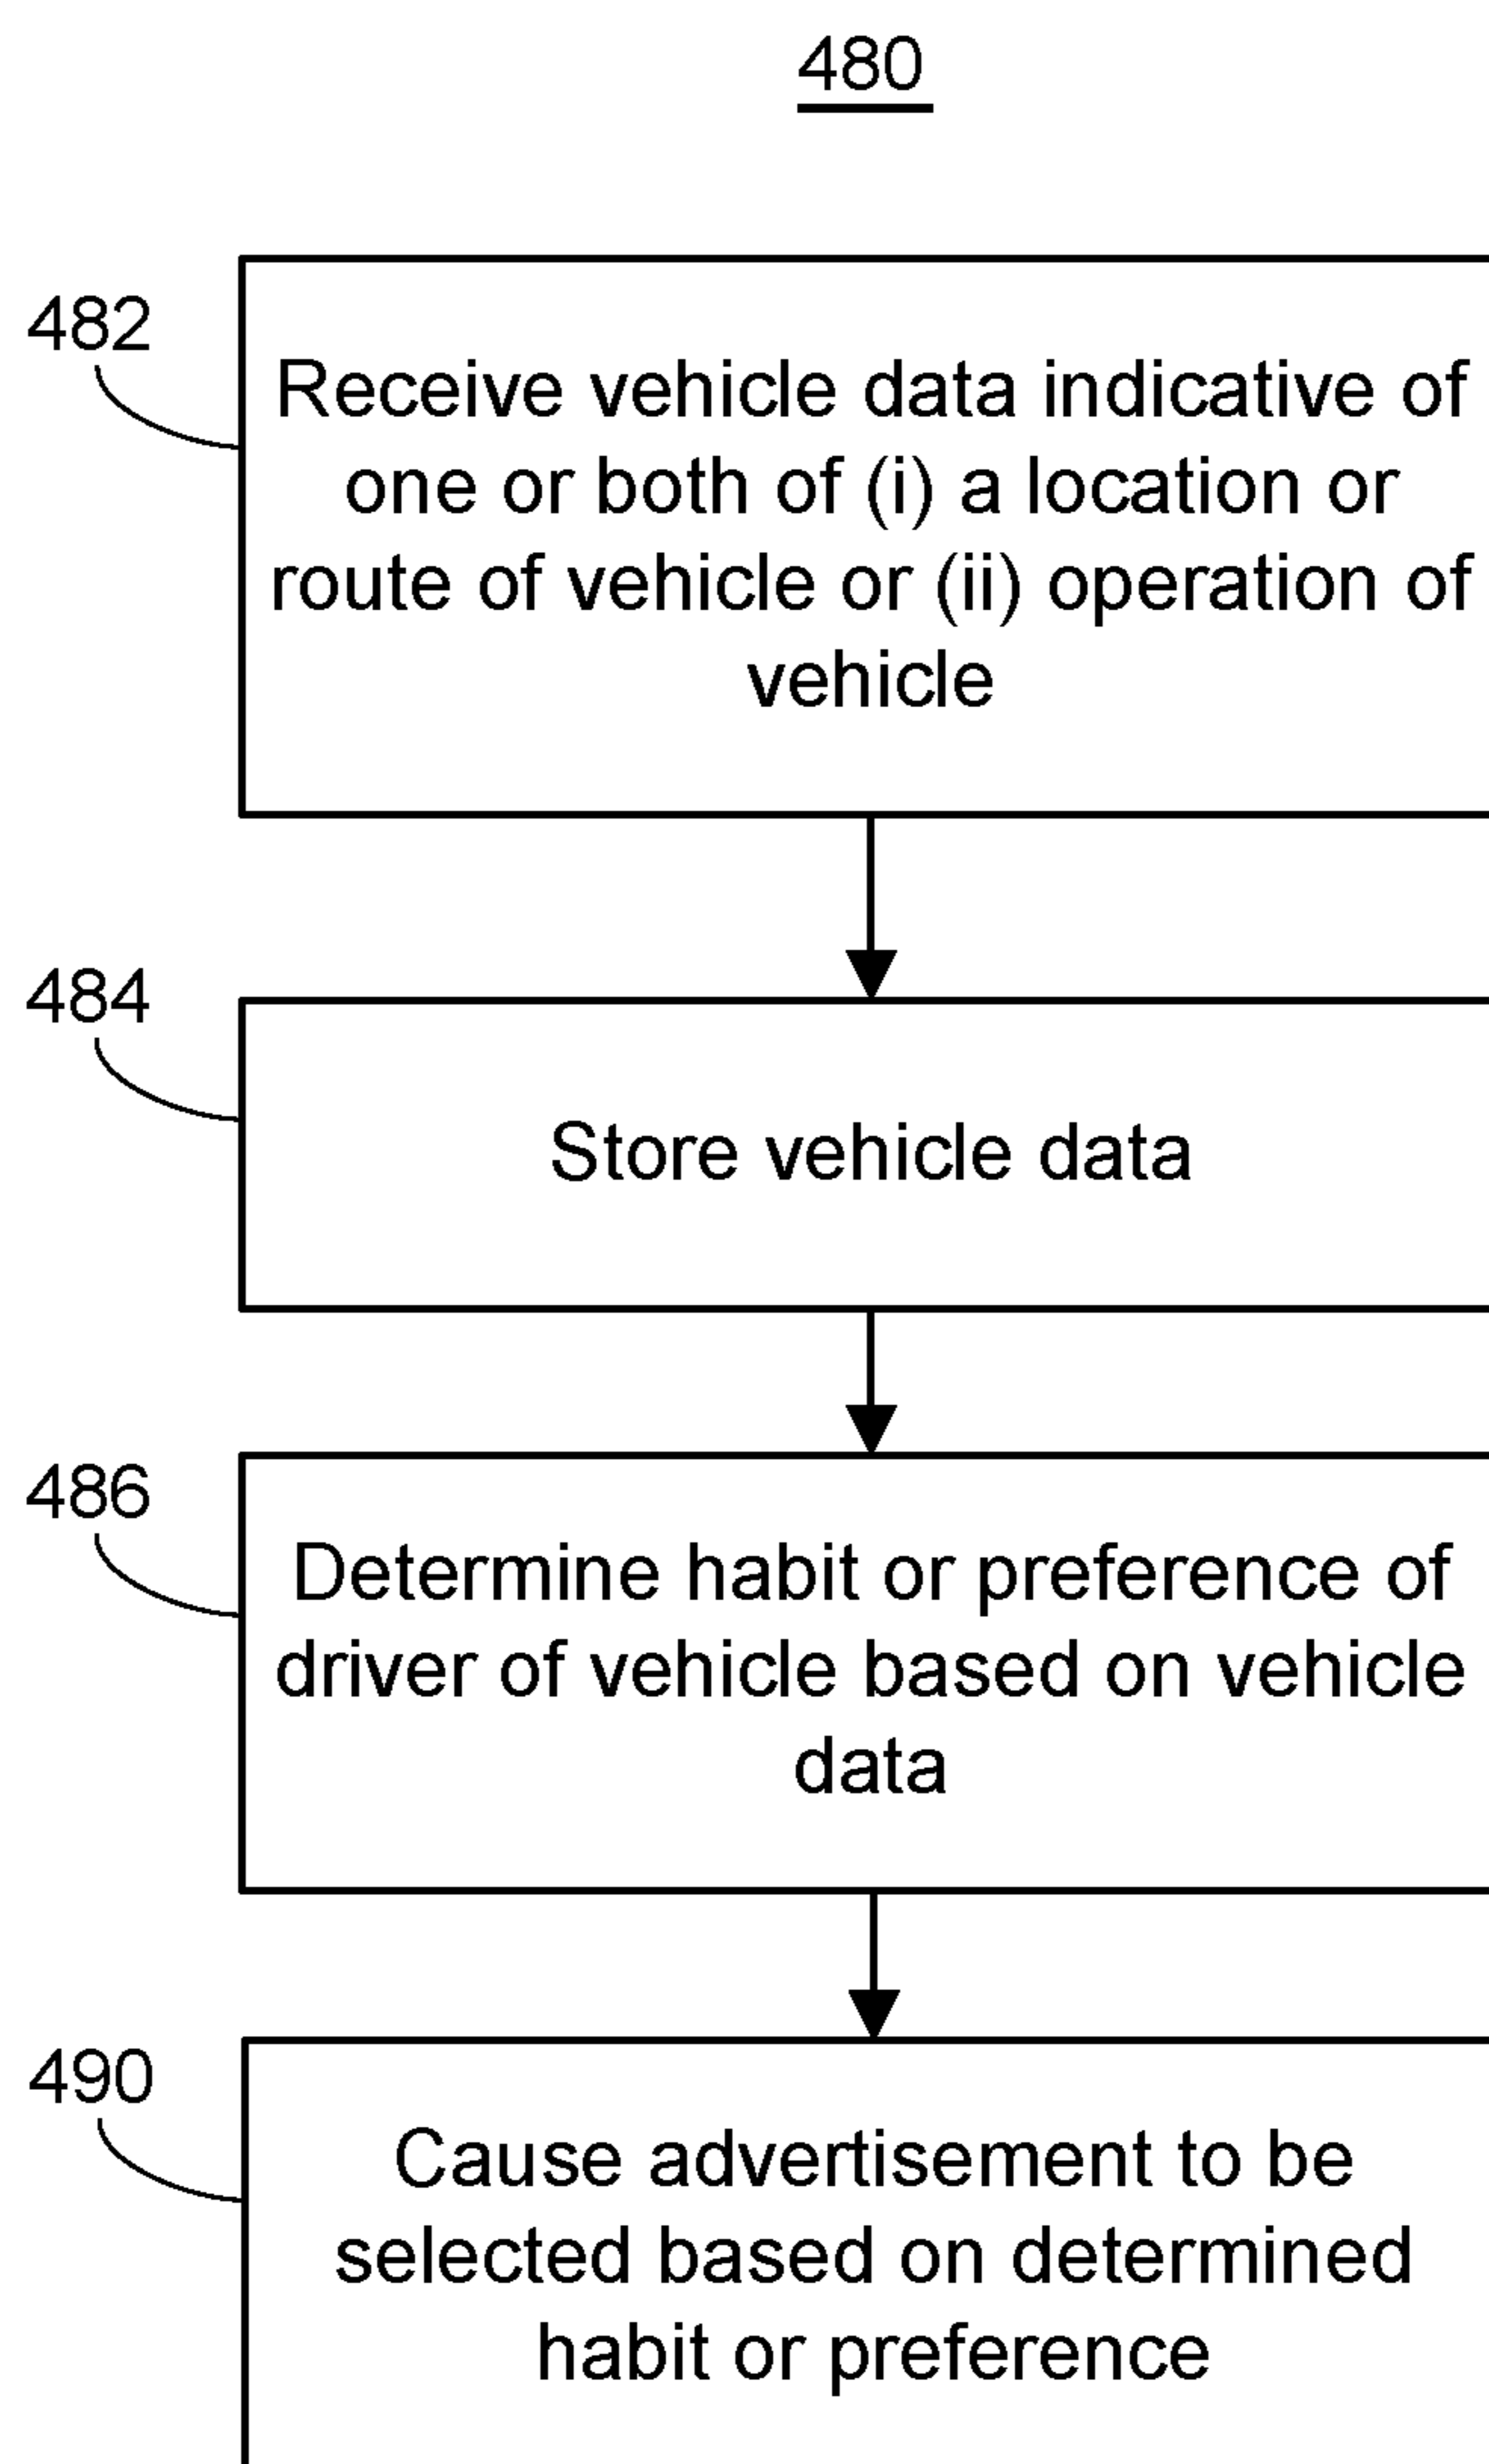 480
482
Receive vehicle data indicative of
one or both of (i) a location or
route of vehicle or (ii) operation of
vehicle
484
Store vehicle data
486
Determine habit or preference of
driver of vehicle based on vehicle
data
490
Cause advertisement to be
selected based on determined
habit or preference